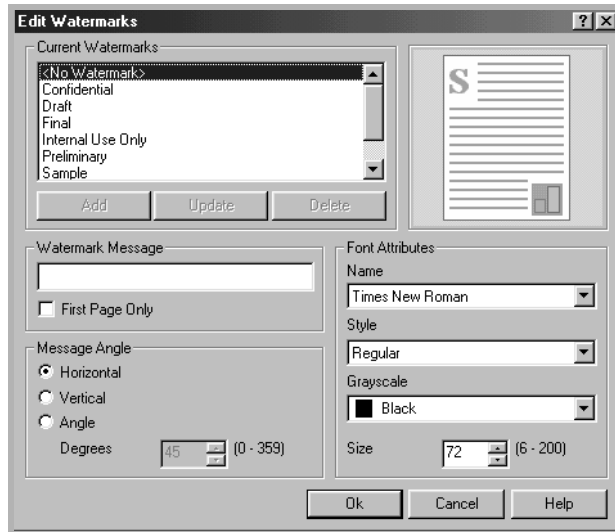 Edit Watermarks
Current Watermarks
<No Watermark>
Confidential
Draft
Final
Internal Use Only
Preliminary
Sample
Add Update Delete
S
Watermark Message
First Page Only
Message Angle
Horizontal
Vertical
Angle
Degrees 45 (0 - 359)
Font Attributes
Name
Times New Roman
Style
Regular
Grayscale
Black
Size 72 (6 - 200)
Ok Cancel Help